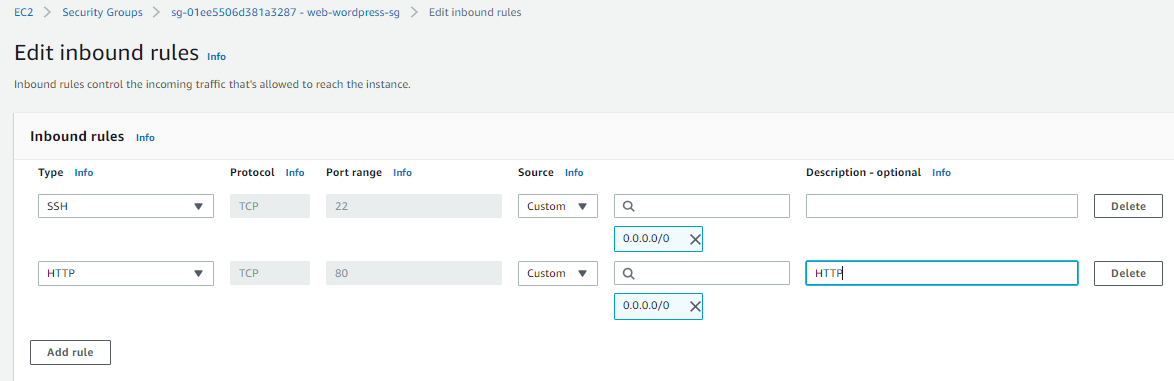 EC2 > Security Groups > sg-01ee5506d381a3287 - web-wordpress-sg > Edit inbound rules
Edit inbound rules Info
Inbound rules control the incoming traffic that's allowed to reach the instance.
Inbound rules Info
Type Info Protocol Info Port range Info Source Info Description - optional Info
SSH TCP 22 Custom Delete
0.0.0.0/0
HTTP TCP 80 Custom HTTP Delete
0.0.0.0/0
Add rule